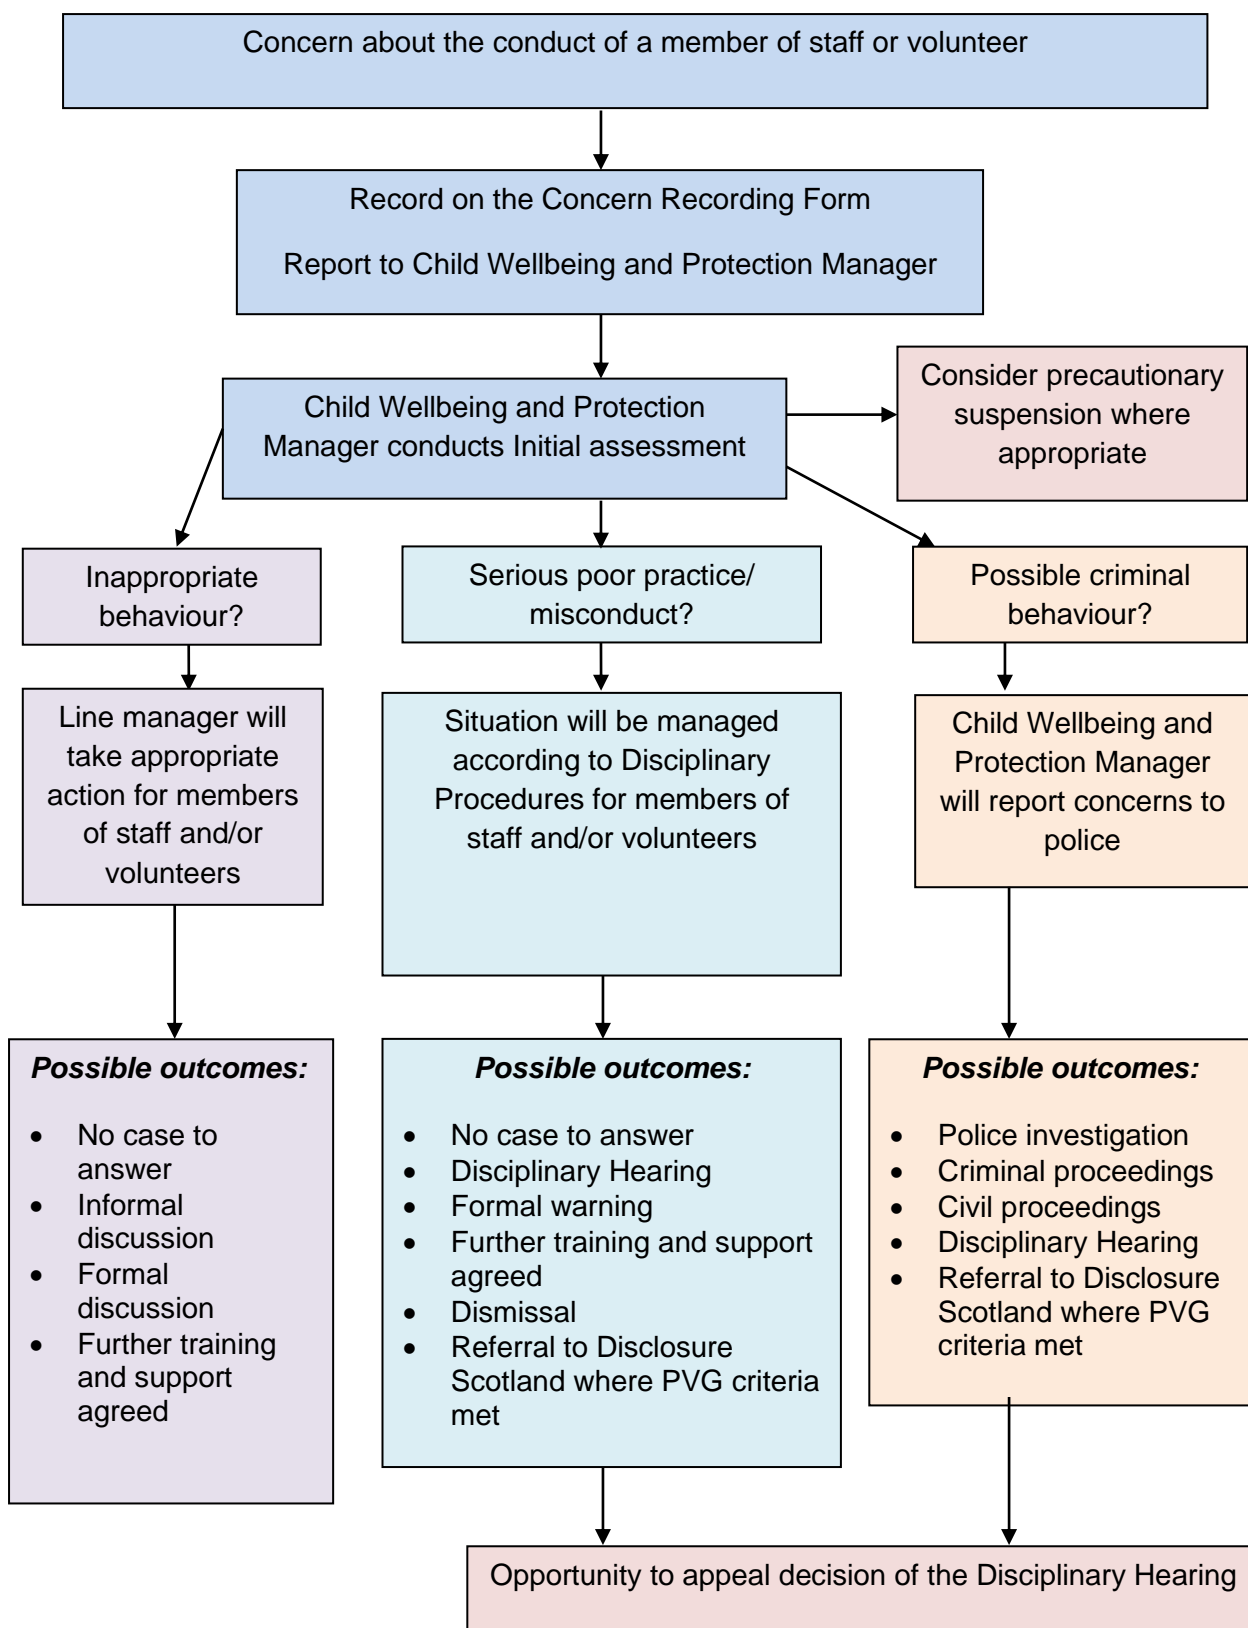 Concern about the conduct of a member of staff or volunteer
Record on the Concern Recording Form
Report to Child Wellbeing and Protection Manager
Consider precautionary
suspension where
appropriate
Child Wellbeing and Protection
Manager conducts Initial assessment
Inappropriate
behaviour?
Serious poor practice/
misconduct?
Possible criminal
behaviour?
Line manager will
take appropriate
action for members
of staff and/or
volunteers
Situation will be managed
according to Disciplinary
Procedures for members of
staff and/or volunteers
Child Wellbeing and
Protection Manager
will report concerns to
police
Possible outcomes:
• No case to
answer
• Informal
discussion
• Formal
discussion
• Further training
and support
agreed
Possible outcomes:
• No case to answer
• Disciplinary Hearing
• Formal warning
• Further training and support
agreed
• Dismissal
• Referral to Disclosure
Scotland where PVG criteria
met
Possible outcomes:
• Police investigation
• Criminal proceedings
• Civil proceedings
• Disciplinary Hearing
• Referral to Disclosure
Scotland where PVG
criteria met
Opportunity to appeal decision of the Disciplinary Hearing